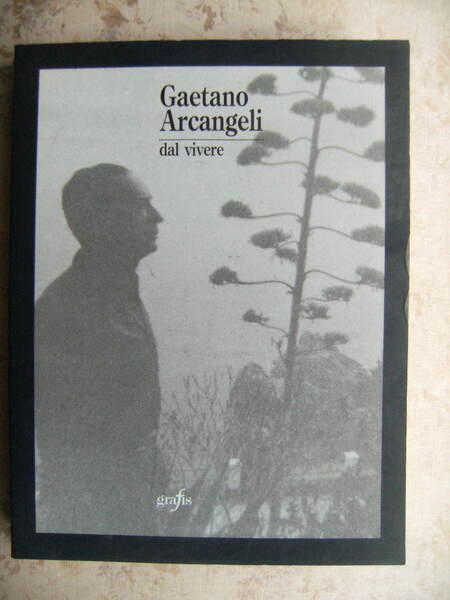 Gaetano
Arcangeli
dal vivere
grafis